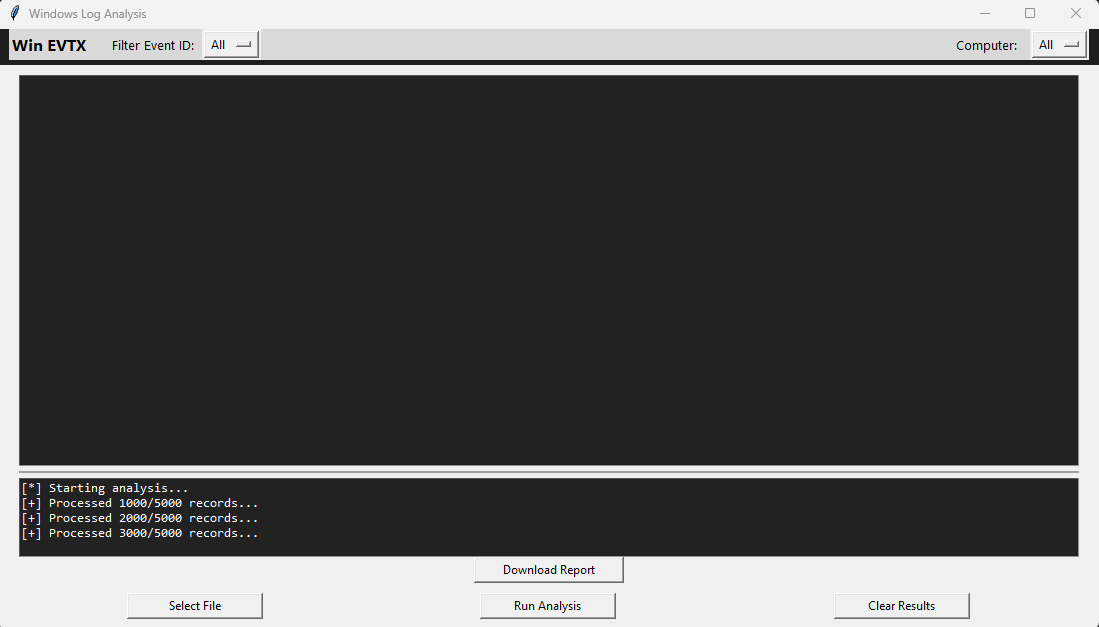 Windows Log Analysis
Win EVTX Filter Event ID: All Computer: All
[*] Starting analysis...
[+] Processed 1000/5000 records...
[+] Processed 2000/5000 records...
[+] Processed 3000/5000 records...
Download Report
Select File Run Analysis Clear Results